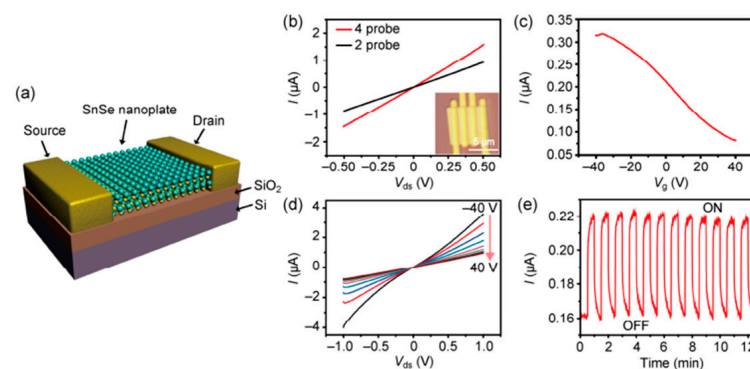 (a)
SnSe nanoplate
Source
Drain
SiO2
Si
(b)
4 probe
2 probe
I (μA)
2
1
0
−1
−2
−0.50 −0.25 0.00 0.25 0.50
Vds (V)
5 μm
(c)
I (μA)
0.35
0.30
0.25
0.20
0.15
0.10
0.05
−40 −20 0 20 40
Vg (V)
(d)
I (μA)
4
2
0
−2
−4
−40 V
40 V
−1.0 −0.5 0.0 0.5 1.0
Vds (V)
(e)
I (μA)
0.22
0.20
0.18
0.16
ON
OFF
0 2 4 6 8 10 12
Time (min)